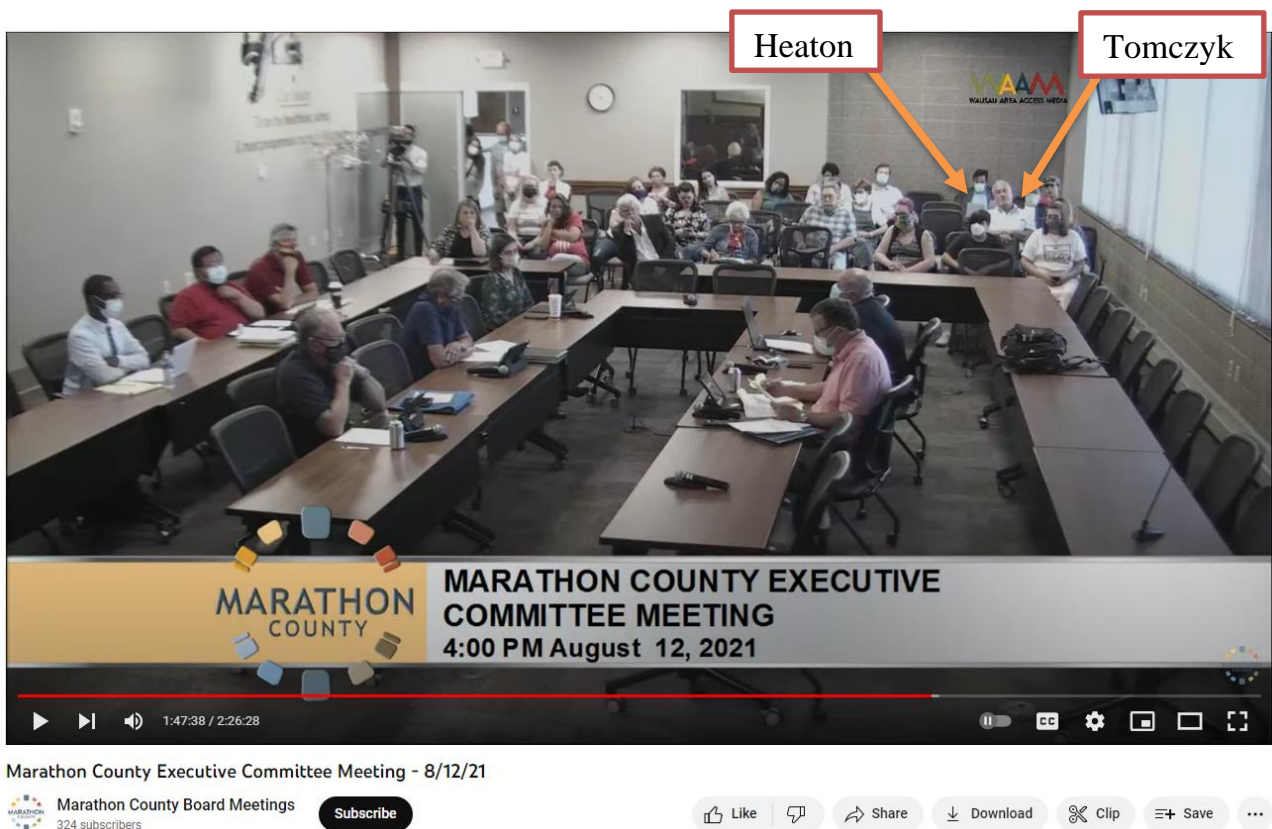 Heaton
Tomczyk
WAAM
WAUSAU AREA ACCESS MEDIA
MARATHON
COUNTY
MARATHON COUNTY EXECUTIVE
COMMITTEE MEETING
4:00 PM August 12, 2021
1:47:38 / 2:26:28
CC
Marathon County Executive Committee Meeting - 8/12/21
MARATHON
COUNTY
Marathon County Board Meetings
324 subscribers
Subscribe
Like
Share
Download
Clip
Save